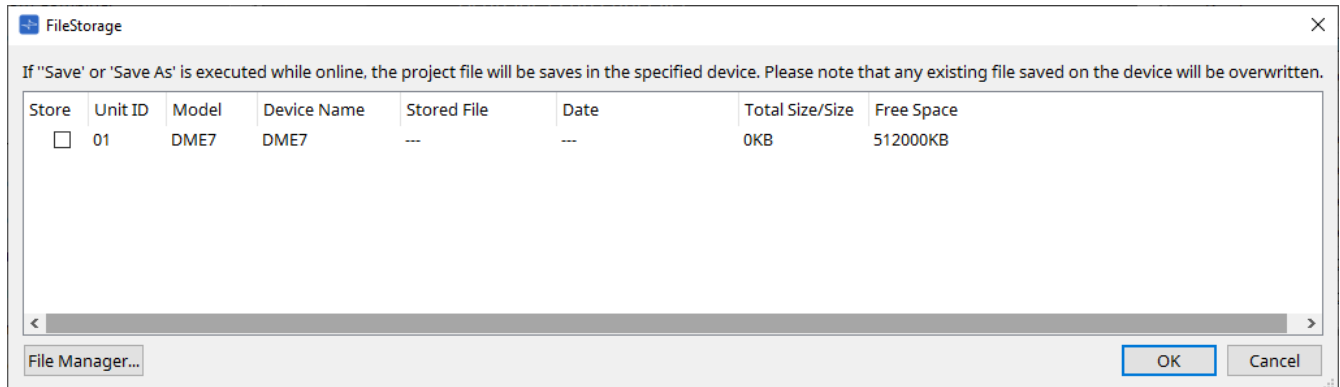 FileStorage
If "Save' or 'Save As' is executed while online, the project file will be saves in the specified device. Please note that any existing file saved on the device will be overwritten.
Store Unit ID Model Device Name Stored File Date Total Size/Size Free Space
01 DME7 DME7 --- --- 0KB 512000KB
File Manager... OK Cancel